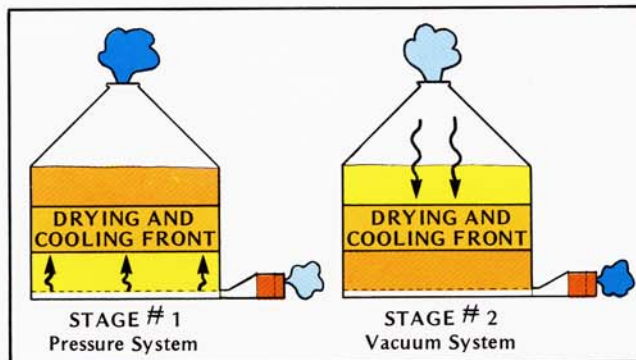 DRYING AND
COOLING FRONT
STAGE # 1
Pressure System
DRYING AND
COOLING FRONT
STAGE # 2
Vacuum System